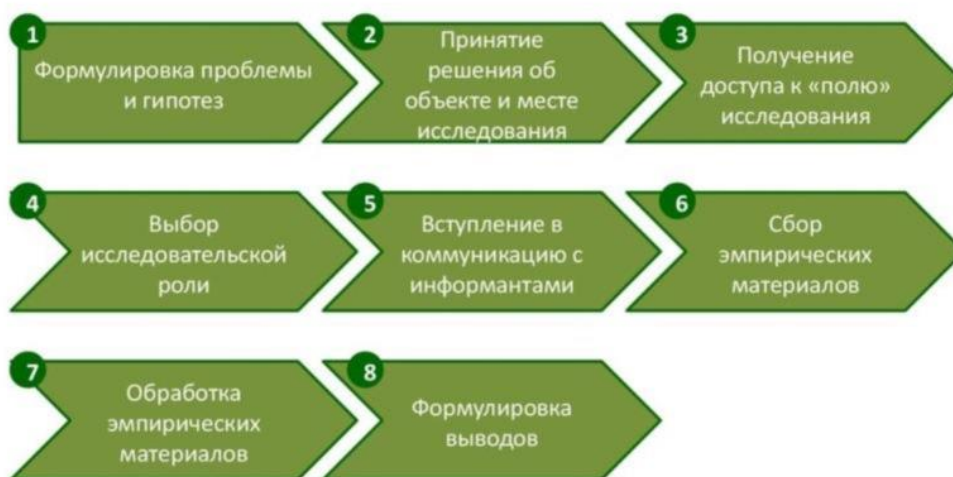 1
Формулировка проблемы
и гипотез
2
Принятие
решения об
объекте и месте
исследования
3
Получение
доступа к «полю»
исследования
4
Выбор
исследовательской
роли
5
Вступление в
коммуникацию с
информантами
6
Сбор
эмпирических
материалов
7
Обработка
эмпирических
материалов
8
Формулировка
выводов